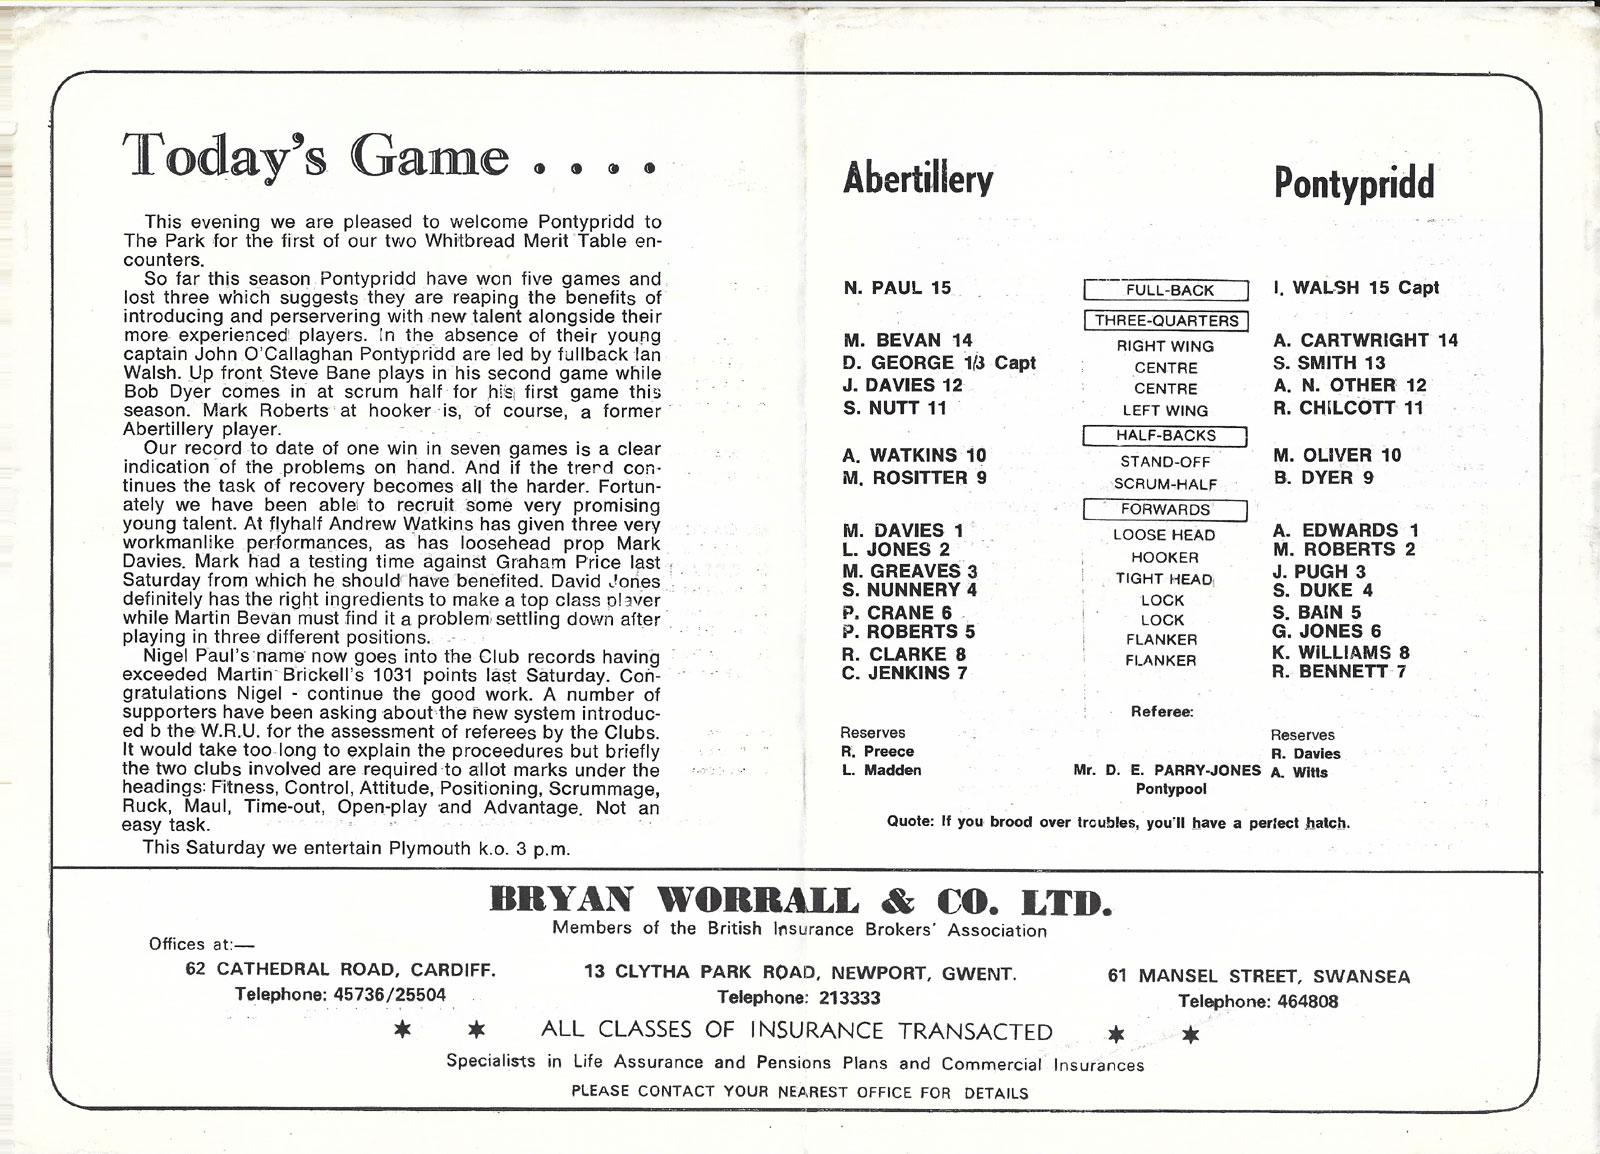 Today's Game . . . .
This evening we are pleased to welcome Pontypridd to
The Park for the first of our two Whitbread Merit Table en-
counters.
So far this season Pontypridd have won five games and
lost three which suggests they are reaping the benefits of
introducing and perservering with new talent alongside their
more experienced players. In the absence of their young
captain John O'Callaghan Pontypridd are led by fullback Ian
Walsh. Up front Steve Bane plays in his second game while
Bob Dyer comes in at scrum half for his first game this
season. Mark Roberts at hooker is, of course, a former
Abertillery player.
Our record to date of one win in seven games is a clear
indication of the problems on hand. And if the trend con-
tinues the task of recovery becomes all the harder. Fortun-
ately we have been able to recruit some very promising
young talent. At flyhalf Andrew Watkins has given three very
workmanlike performances, as has loosehead prop Mark
Davies. Mark had a testing time against Graham Price last
Saturday from which he should have benefited. David Jones
definitely has the right ingredients to make a top class player
while Martin Bevan must find it a problem settling down after
playing in three different positions.
Nigel Paul's name now goes into the Club records having
exceeded Martin Brickell's 1031 points last Saturday. Con-
gratulations Nigel - continue the good work. A number of
supporters have been asking about the new system introduc-
ed b the W.R.U. for the assessment of referees by the Clubs.
It would take too long to explain the proceedures but briefly
the two clubs involved are required to allot marks under the
headings: Fitness, Control, Attitude, Positioning, Scrummage,
Ruck, Maul, Time-out, Open-play and Advantage. Not an
easy task.
This Saturday we entertain Plymouth k.o. 3 p.m.
Abertillery Pontypridd
N. PAUL 15 FULL-BACK I. WALSH 15 Capt
THREE-QUARTERS
M. BEVAN 14 RIGHT WING A. CARTWRIGHT 14
D. GEORGE 1/3 Capt CENTRE S. SMITH 13
J. DAVIES 12 CENTRE A. N. OTHER 12
S. NUTT 11 LEFT WING R. CHILCOTT 11
HALF-BACKS
A. WATKINS 10 STAND-OFF M. OLIVER 10
M. ROSITTER 9 SCRUM-HALF B. DYER 9
FORWARDS
M. DAVIES 1 LOOSE HEAD A. EDWARDS 1
L. JONES 2 HOOKER M. ROBERTS 2
M. GREAVES 3 TIGHT HEAD J. PUGH 3
S. NUNNERY 4 LOCK S. DUKE 4
P. CRANE 6 LOCK S. BAIN 5
P. ROBERTS 5 FLANKER G. JONES 6
R. CLARKE 8 FLANKER K. WILLIAMS 8
C. JENKINS 7 R. BENNETT 7
Referee:
Reserves Reserves
R. Preece R. Davies
L. Madden Mr. D. E. PARRY-JONES A. Witts
Pontypool
Quote: If you brood over troubles, you'll have a perfect hatch.
BRYAN WORRALL & CO. LTD.
Members of the British Insurance Brokers' Association
Offices at:—
62 CATHEDRAL ROAD, CARDIFF. 13 CLYTHA PARK ROAD, NEWPORT, GWENT. 61 MANSEL STREET, SWANSEA
Telephone: 45736/25504 Telephone: 213333 Telephone: 464808
ALL CLASSES OF INSURANCE TRANSACTED
Specialists in Life Assurance and Pensions Plans and Commercial Insurances
PLEASE CONTACT YOUR NEAREST OFFICE FOR DETAILS